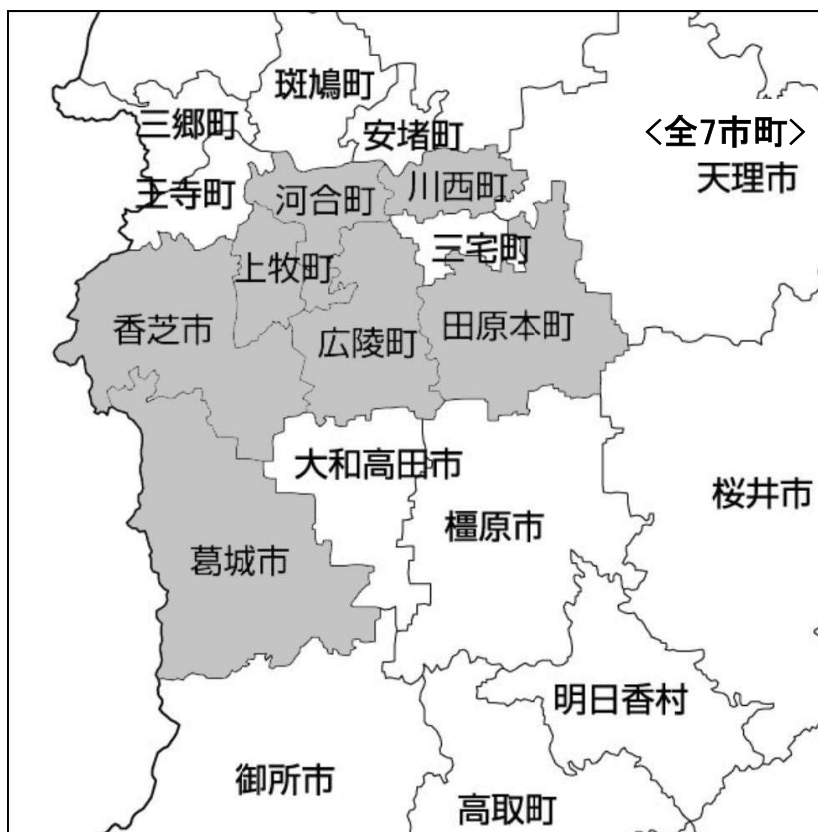 斑鳩町
三郷町
安堵町
<全7市町>
天理市
王寺町
河合町
川西町
三宅町
上牧町
香芝市
広陵町
田原本町
大和高田市
桜井市
橿原市
葛城市
明日香村
御所市
高取町